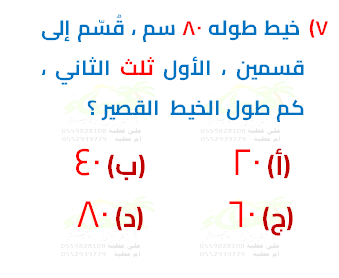 ٧) خيط طوله ٨٠ سم ، قُسّم إلى
قسمين ، الأول ثلث الثاني ،
كم طول الخيط القصير ؟
(أ) ٢٠ (ب) ٤٠
(ج) ٦٠ (د) ٨٠